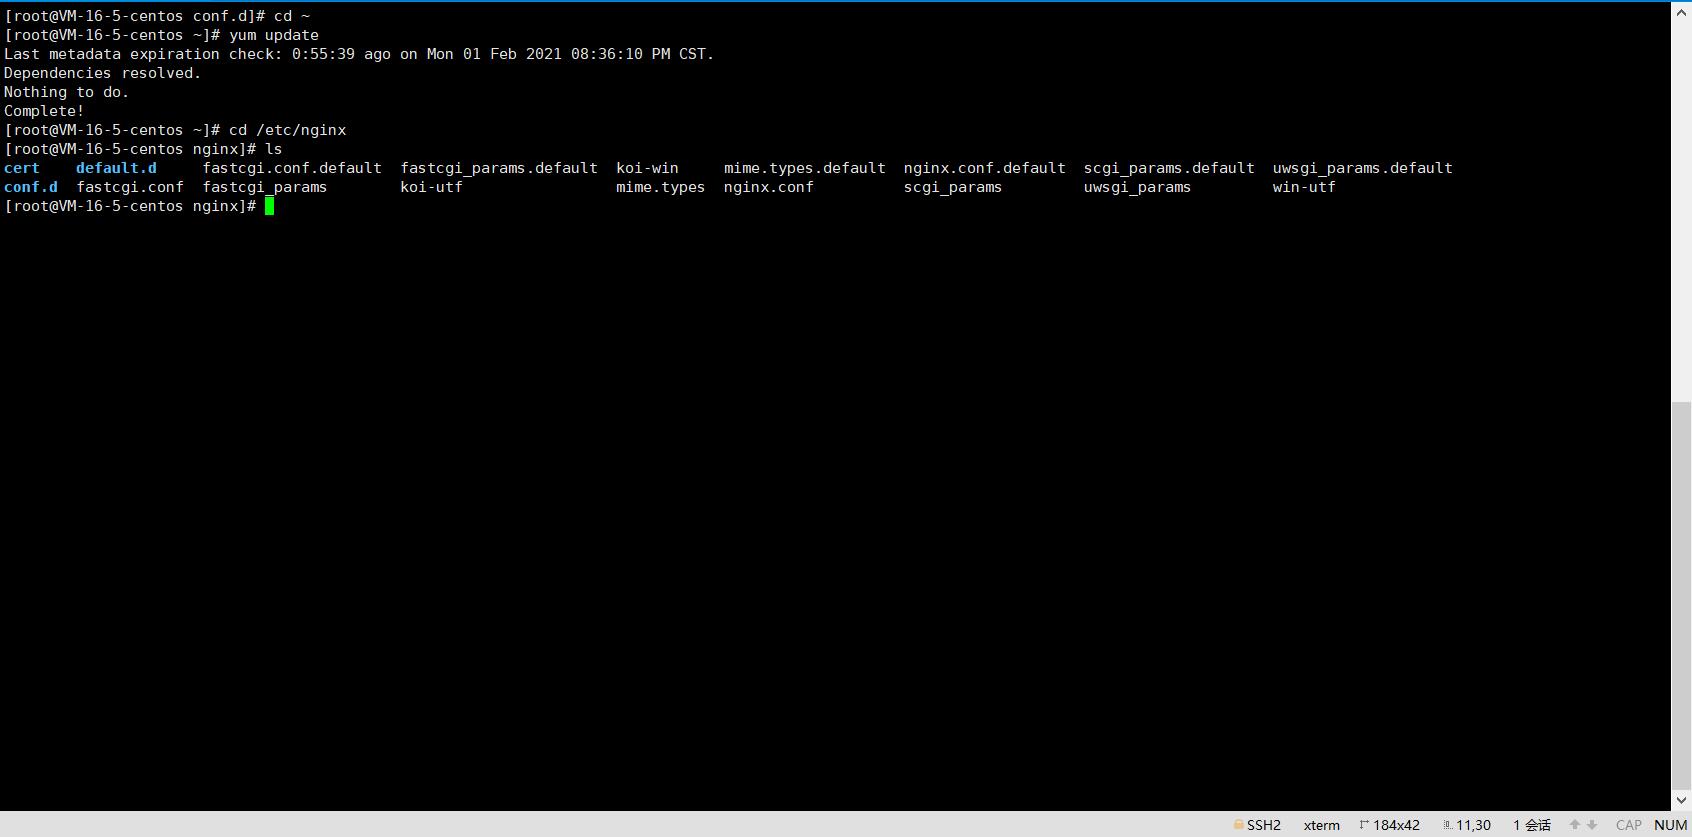 [root@VM-16-5-centos conf.d]# cd ~
[root@VM-16-5-centos ~]# yum update
Last metadata expiration check: 0:55:39 ago on Mon 01 Feb 2021 08:36:10 PM CST.
Dependencies resolved.
Nothing to do.
Complete!
[root@VM-16-5-centos ~]# cd /etc/nginx
[root@VM-16-5-centos nginx]# ls
cert    default.d     fastcgi.conf.default  fastcgi_params.default  koi-win     mime.types.default  nginx.conf.default  scgi_params.default  uwsgi_params.default
conf.d  fastcgi.conf  fastcgi_params        koi-utf                 mime.types  nginx.conf          scgi_params         uwsgi_params         win-utf
[root@VM-16-5-centos nginx]#
SSH2 xterm 184x42 11,30 1 会话 CAP NUM